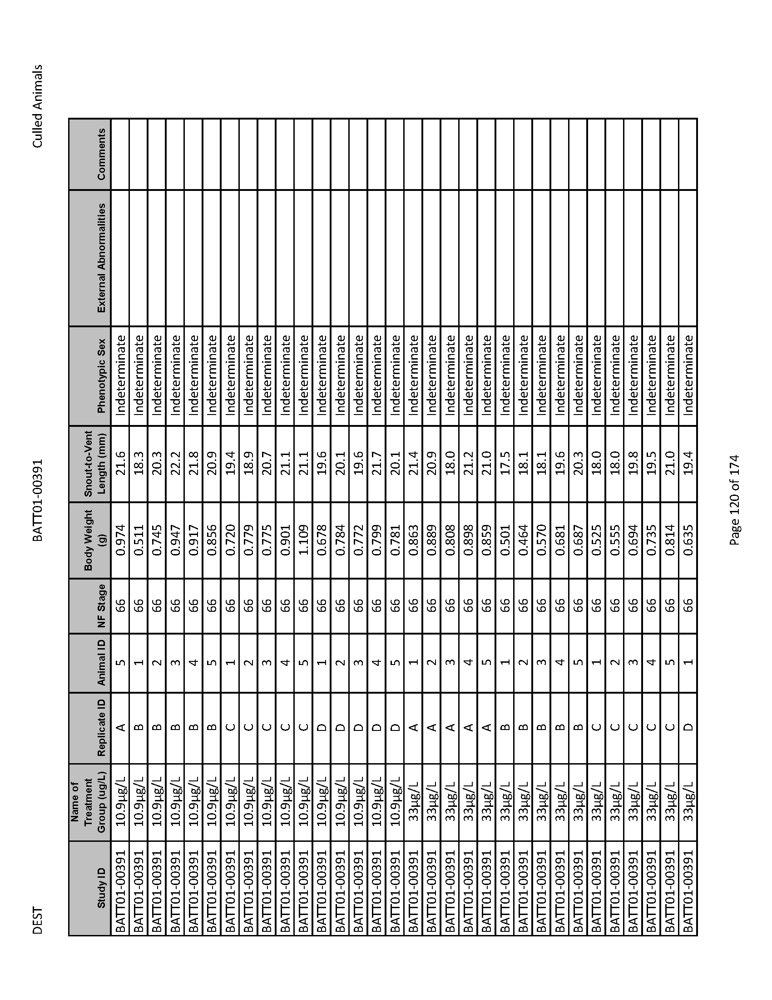 DEST BATT01-00391 Culled Animals
Study ID Name of Treatment Group (ug/L) Replicate ID Animal ID NF Stage Body Weight (g) Snout-to-Vent Length (mm) Phenotypic Sex External Abnormalities Comments
BATT01-00391 10.9µg/L A 5 66 0.974 21.6 Indeterminate
BATT01-00391 10.9µg/L B 1 66 0.511 18.3 Indeterminate
BATT01-00391 10.9µg/L B 2 66 0.745 20.3 Indeterminate
BATT01-00391 10.9µg/L B 3 66 0.947 22.2 Indeterminate
BATT01-00391 10.9µg/L B 4 66 0.917 21.8 Indeterminate
BATT01-00391 10.9µg/L B 5 66 0.856 20.9 Indeterminate
BATT01-00391 10.9µg/L C 1 66 0.720 19.4 Indeterminate
BATT01-00391 10.9µg/L C 2 66 0.779 18.9 Indeterminate
BATT01-00391 10.9µg/L C 3 66 0.775 20.7 Indeterminate
BATT01-00391 10.9µg/L C 4 66 0.901 21.1 Indeterminate
BATT01-00391 10.9µg/L C 5 66 1.109 21.1 Indeterminate
BATT01-00391 10.9µg/L D 1 66 0.678 19.6 Indeterminate
BATT01-00391 10.9µg/L D 2 66 0.784 20.1 Indeterminate
BATT01-00391 10.9µg/L D 3 66 0.772 19.6 Indeterminate
BATT01-00391 10.9µg/L D 4 66 0.799 21.7 Indeterminate
BATT01-00391 10.9µg/L D 5 66 0.781 20.1 Indeterminate
BATT01-00391 33µg/L A 1 66 0.863 21.4 Indeterminate
BATT01-00391 33µg/L A 2 66 0.889 20.9 Indeterminate
BATT01-00391 33µg/L A 3 66 0.808 18.0 Indeterminate
BATT01-00391 33µg/L A 4 66 0.898 21.2 Indeterminate
BATT01-00391 33µg/L A 5 66 0.859 21.0 Indeterminate
BATT01-00391 33µg/L B 1 66 0.501 17.5 Indeterminate
BATT01-00391 33µg/L B 2 66 0.464 18.1 Indeterminate
BATT01-00391 33µg/L B 3 66 0.570 18.1 Indeterminate
BATT01-00391 33µg/L B 4 66 0.681 19.6 Indeterminate
BATT01-00391 33µg/L B 5 66 0.687 20.3 Indeterminate
BATT01-00391 33µg/L C 1 66 0.525 18.0 Indeterminate
BATT01-00391 33µg/L C 2 66 0.555 18.0 Indeterminate
BATT01-00391 33µg/L C 3 66 0.694 19.8 Indeterminate
BATT01-00391 33µg/L C 4 66 0.735 19.5 Indeterminate
BATT01-00391 33µg/L C 5 66 0.814 21.0 Indeterminate
BATT01-00391 33µg/L D 1 66 0.635 19.4 Indeterminate
Page 120 of 174